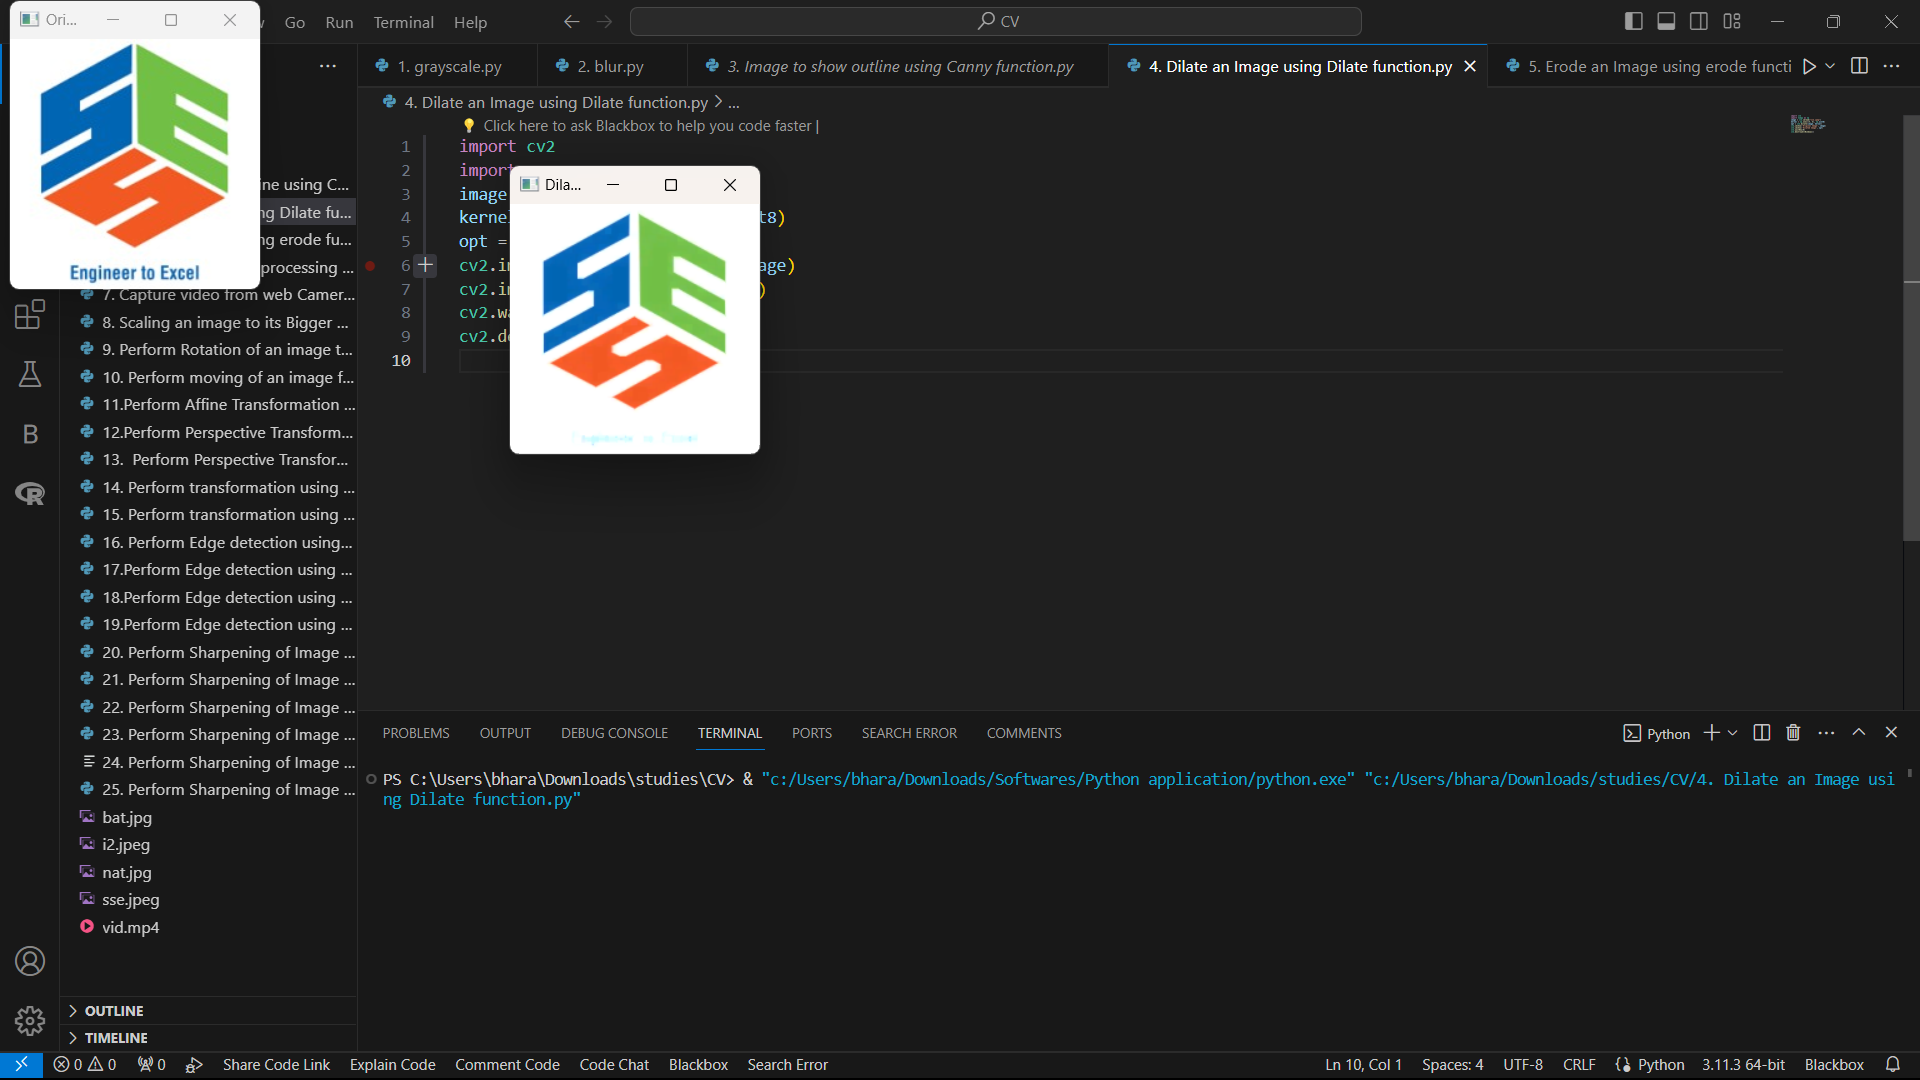 Ori...
Go Run Terminal Help
CV
Engineer to Excel
1. grayscale.py
2. blur.py
3. Image to show outline using Canny function.py
4. Dilate an Image using Dilate function.py
5. Erode an Image using erode functi
4. Dilate an Image using Dilate function.py > ...
Click here to ask Blackbox to help you code faster |
1 import cv2
2 impor
3 image
4 kerne t8)
5 opt =
6 cv2.i age)
7 cv2.i )
8 cv2.w
9 cv2.d
10
Dila...
ine using C...
ng Dilate fu...
ng erode fu...
processing ...
7. Capture video from web Camer...
8. Scaling an image to its Bigger ...
9. Perform Rotation of an image t...
10. Perform moving of an image f...
11.Perform Affine Transformation ...
12.Perform Perspective Transform...
13. Perform Perspective Transfor...
14. Perform transformation using ...
15. Perform transformation using ...
16. Perform Edge detection using...
17.Perform Edge detection using ...
18.Perform Edge detection using ...
19.Perform Edge detection using ...
20. Perform Sharpening of Image ...
21. Perform Sharpening of Image ...
22. Perform Sharpening of Image ...
23. Perform Sharpening of Image ...
24. Perform Sharpening of Image ...
25. Perform Sharpening of Image ...
bat.jpg
i2.jpeg
nat.jpg
sse.jpeg
vid.mp4
OUTLINE
TIMELINE
PROBLEMS OUTPUT DEBUG CONSOLE TERMINAL PORTS SEARCH ERROR COMMENTS
Python
PS C:\Users\bhara\Downloads\studies\CV> & "c:/Users/bhara/Downloads/Softwares/Python application/python.exe" "c:/Users/bhara/Downloads/studies/CV/4. Dilate an Image usi
ng Dilate function.py"
0 0 0 Share Code Link Explain Code Comment Code Code Chat Blackbox Search Error
Ln 10, Col 1 Spaces: 4 UTF-8 CRLF Python 3.11.3 64-bit Blackbox